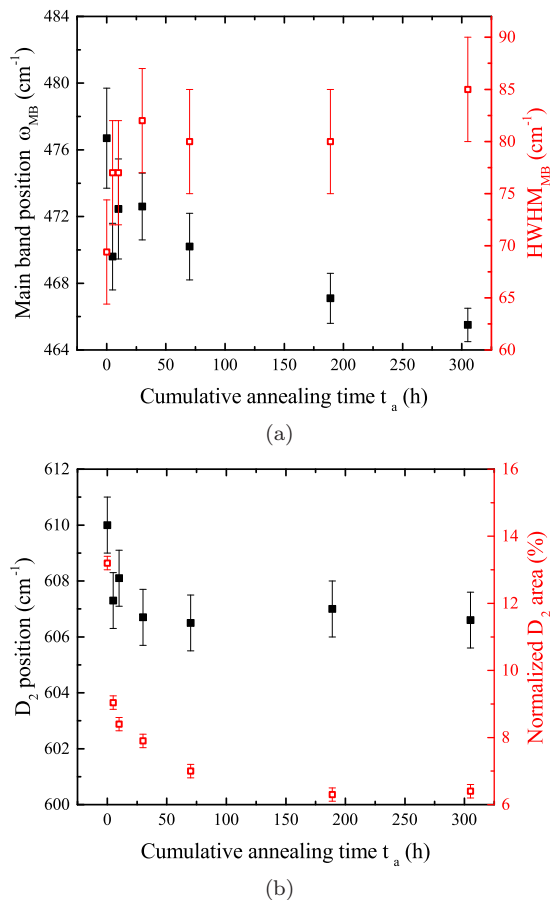 484
480
476
472
468
464
Main band position ω_MB (cm⁻¹)
90
85
80
75
70
65
60
HWHM_MB (cm⁻¹)
0 50 100 150 200 250 300
Cumulative annealing time t_a (h)
(a)
612
610
608
606
604
602
600
D₂ position (cm⁻¹)
16
14
12
10
8
6
Normalized D₂ area (%)
0 50 100 150 200 250 300
Cumulative annealing time t_a (h)
(b)